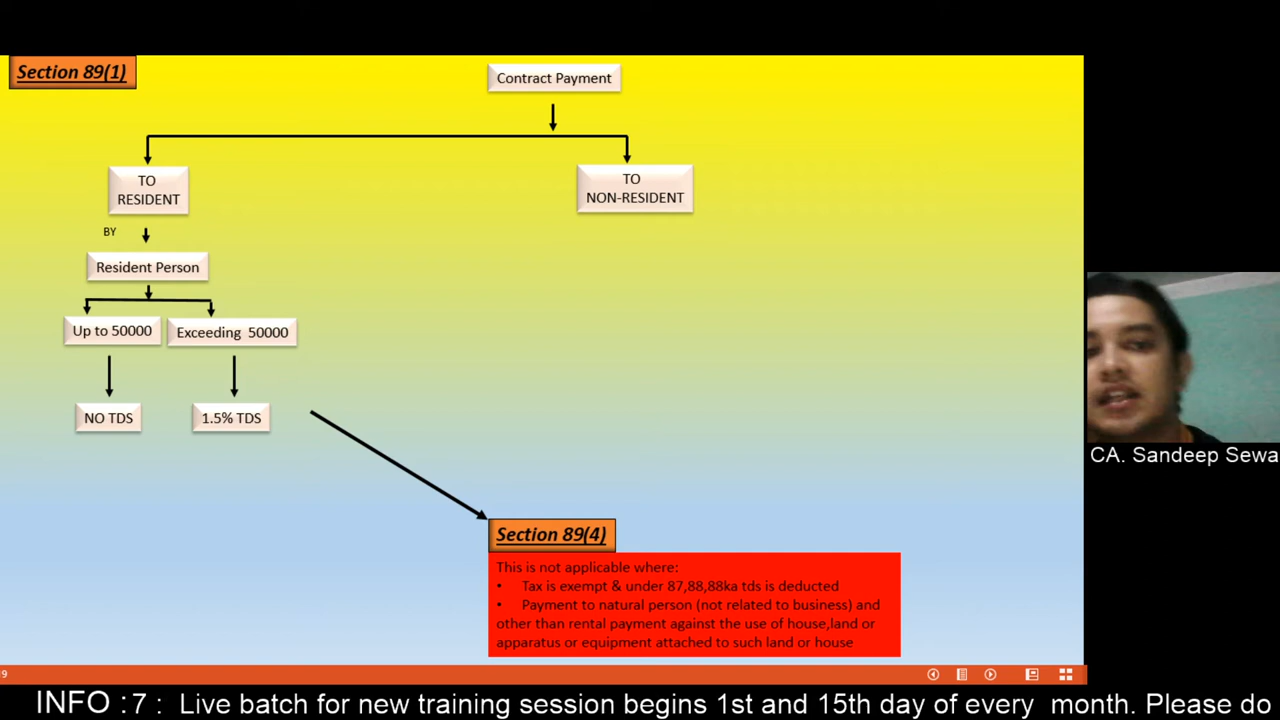 Section 89(1)
Contract Payment
TO
RESIDENT
TO
NON-RESIDENT
BY
Resident Person
Up to 50000
Exceeding 50000
NO TDS
1.5% TDS
Section 89(4)
This is not applicable where:
• Tax is exempt & under 87,88,88ka tds is deducted
• Payment to natural person (not related to business) and
other than rental payment against the use of house,land or
apparatus or equipment attached to such land or house
CA. Sandeep Sewa
9
INFO : 7 : Live batch for new training session begins 1st and 15th day of every month. Please do